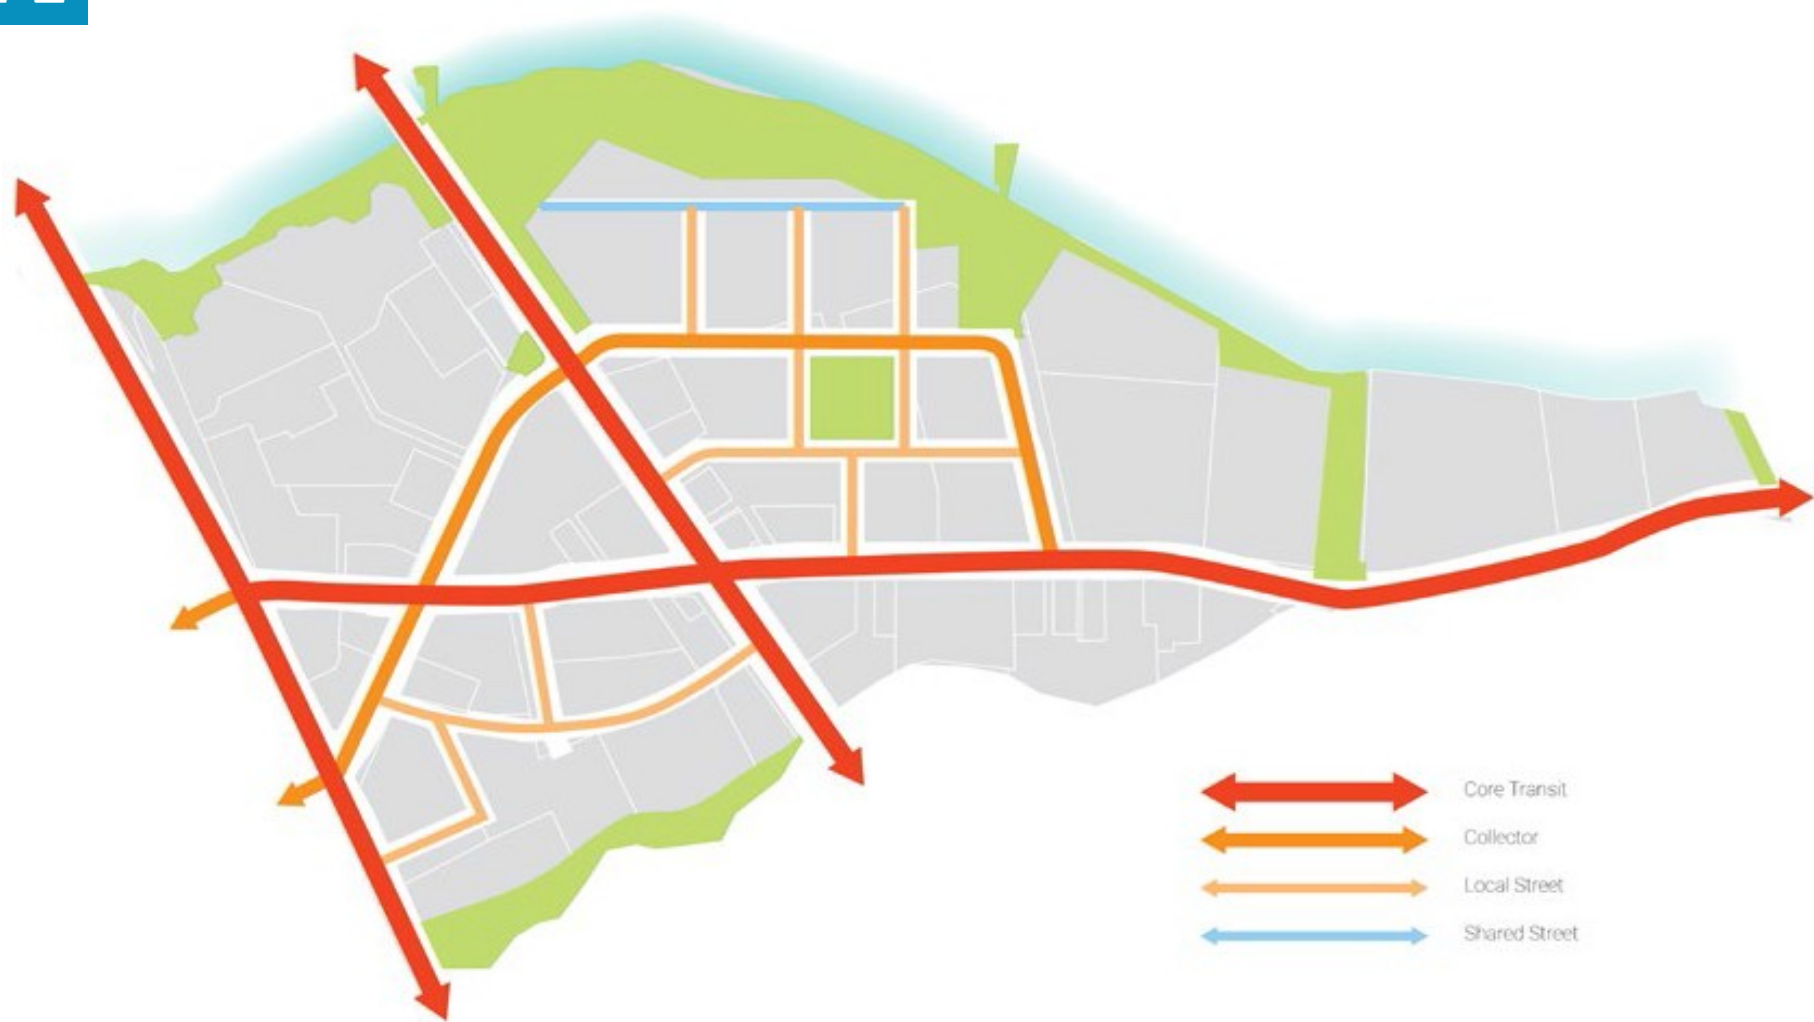 Core Transit
Collector
Local Street
Shared Street